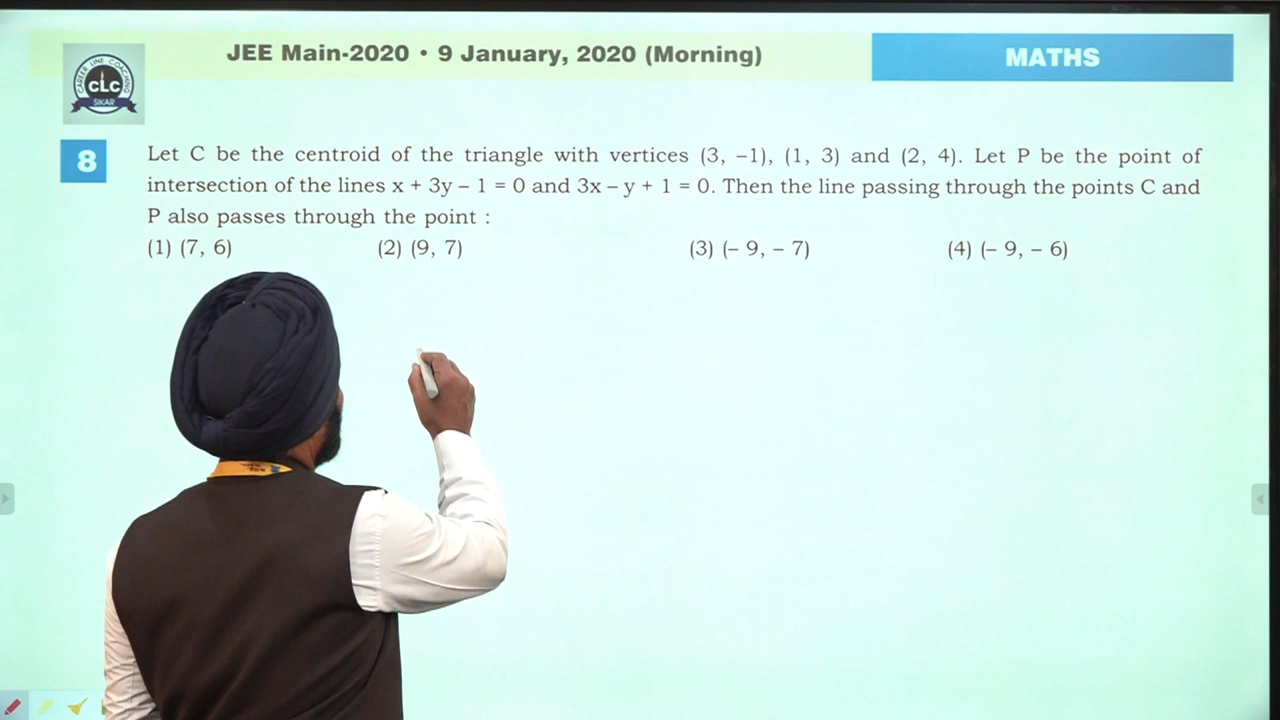 JEE Main-2020 • 9 January, 2020 (Morning)
MATHS
CAREER LINE COACHING
CLC
SIKAR
8
Let C be the centroid of the triangle with vertices (3, –1), (1, 3) and (2, 4). Let P be the point of
intersection of the lines x + 3y – 1 = 0 and 3x – y + 1 = 0. Then the line passing through the points C and
P also passes through the point :
(1) (7, 6) (2) (9, 7) (3) (– 9, – 7) (4) (– 9, – 6)